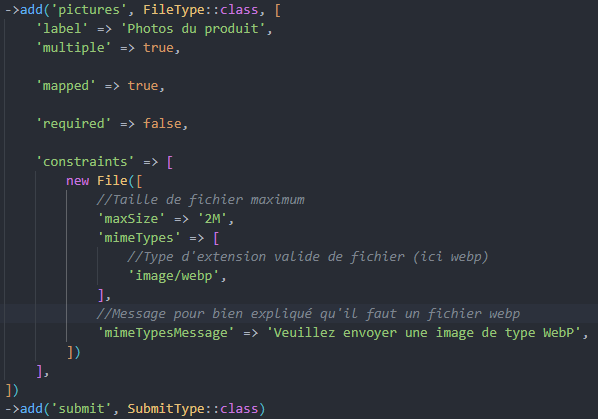 ->add('pictures', FileType::class, [
'label' => 'Photos du produit',
'multiple' => true,
'mapped' => true,
'required' => false,
'constraints' => [
new File([
//Taille de fichier maximum
'maxSize' => '2M',
'mimeTypes' => [
//Type d'extension valide de fichier (ici webp)
'image/webp',
],
//Message pour bien expliqué qu'il faut un fichier webp
'mimeTypesMessage' => 'Veuillez envoyer une image de type WebP',
])
],
])
->add('submit', SubmitType::class)